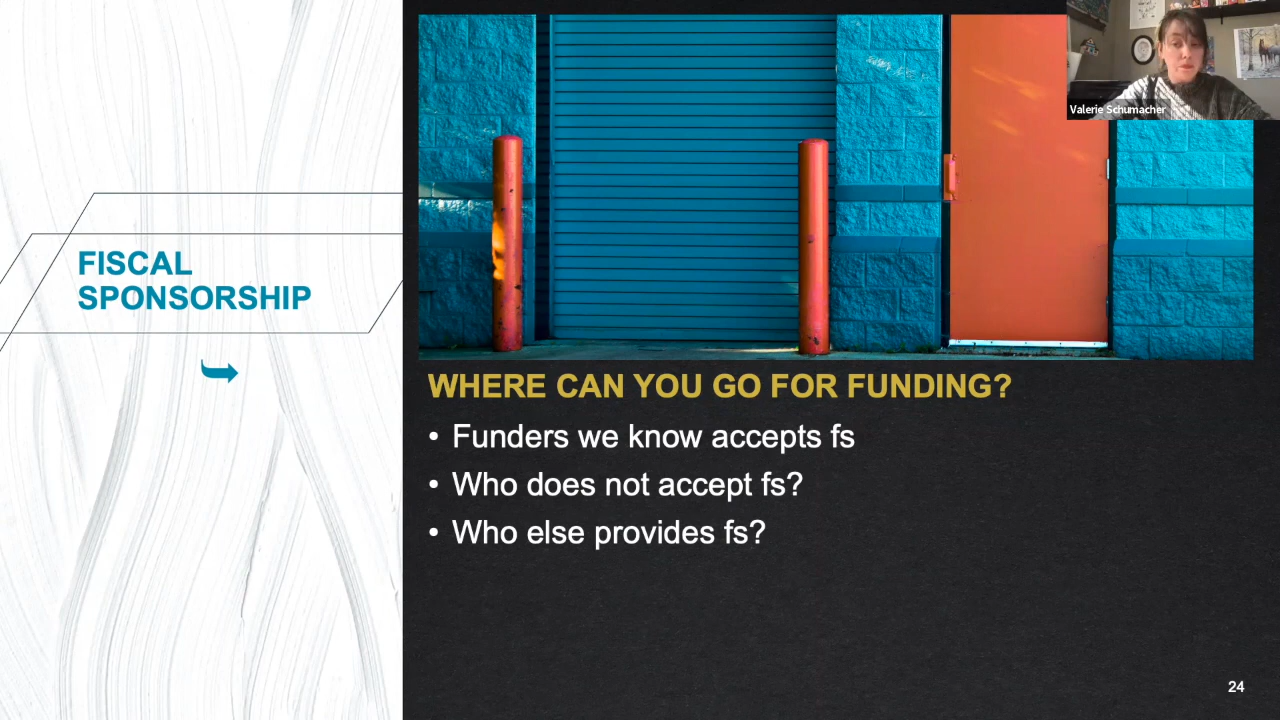 Valerie Schumacher
FISCAL
SPONSORSHIP
WHERE CAN YOU GO FOR FUNDING?
• Funders we know accepts fs
• Who does not accept fs?
• Who else provides fs?
24